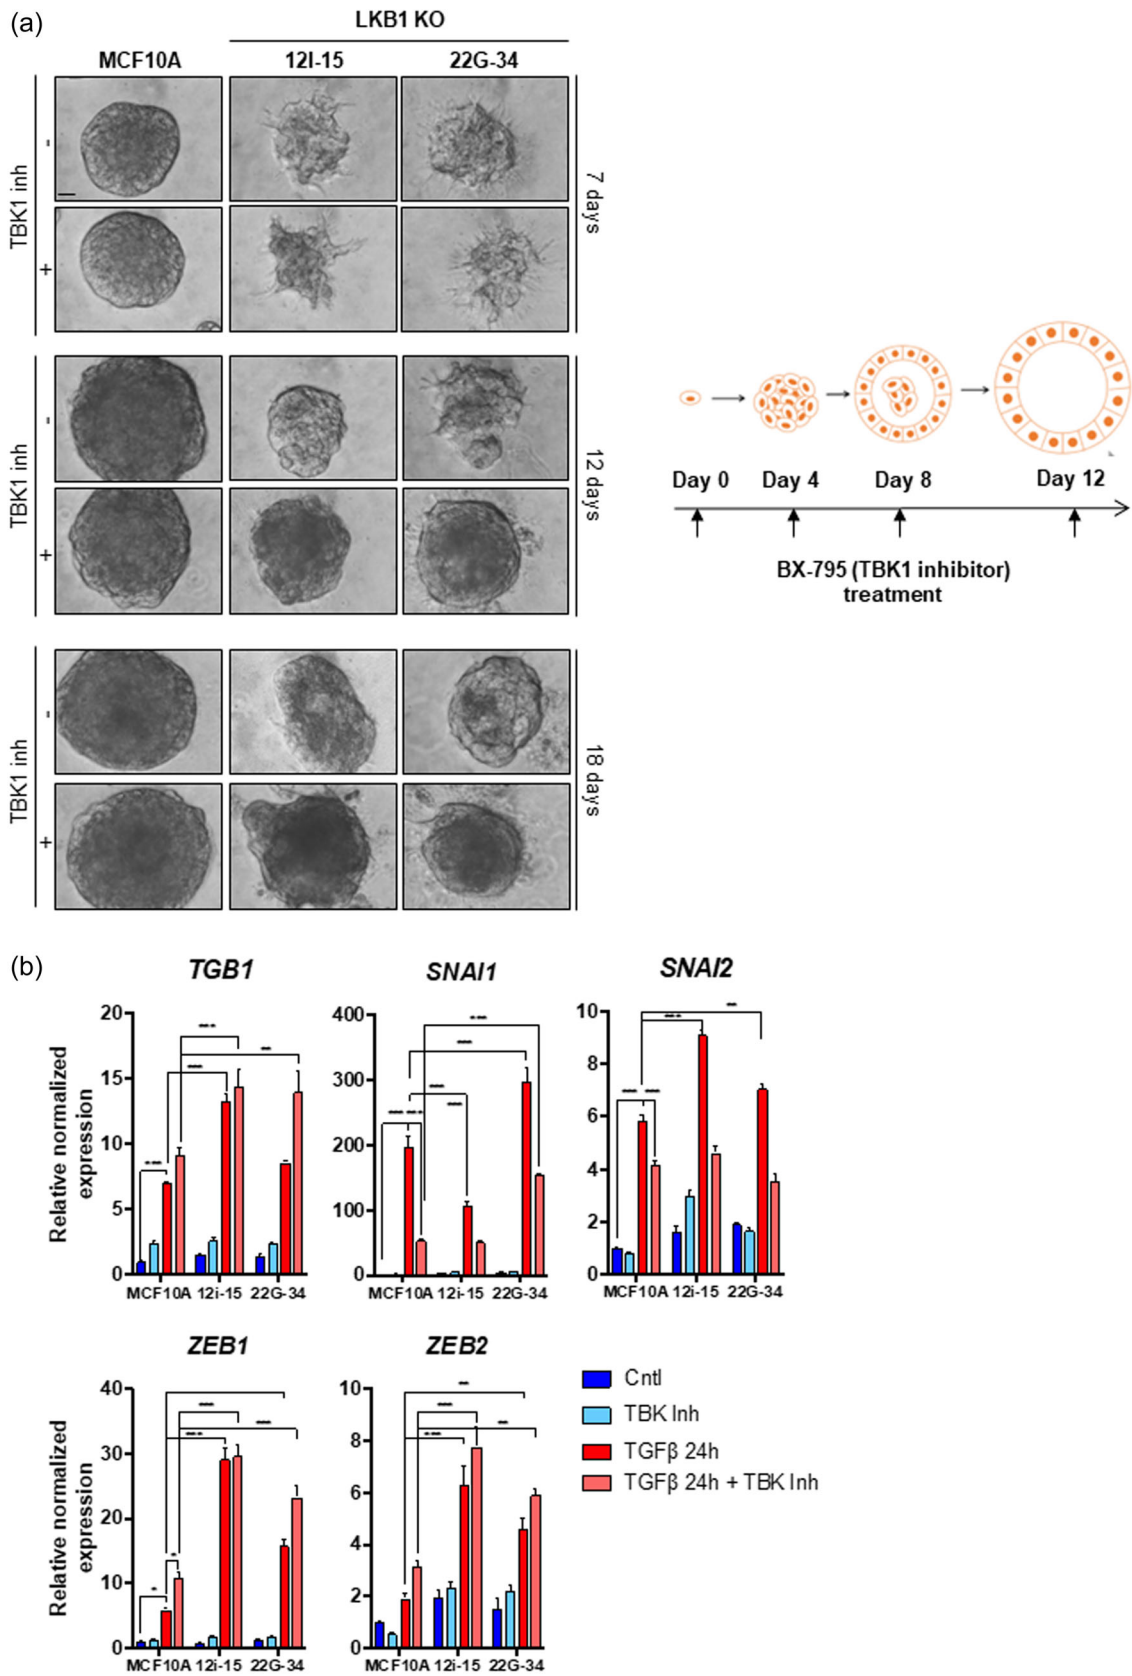 (a)
LKB1 KO
MCF10A
12I-15
22G-34
TBK1 inh
-
+
7 days
TBK1 inh
-
+
12 days
TBK1 inh
-
+
18 days
Day 0
Day 4
Day 8
Day 12
BX-795 (TBK1 inhibitor)
treatment
(b)
TGB1
Relative normalized
expression
20
15
10
5
0
MCF10A 12i-15 22G-34
SNAI1
400
300
200
100
0
MCF10A 12i-15 22G-34
SNAI2
10
8
6
4
2
0
MCF10A 12i-15 22G-34
ZEB1
Relative normalized
expression
40
30
20
10
0
*
*
MCF10A 12i-15 22G-34
ZEB2
10
8
6
4
2
0
MCF10A 12i-15 22G-34
Cntl
TBK Inh
TGFβ 24h
TGFβ 24h + TBK Inh